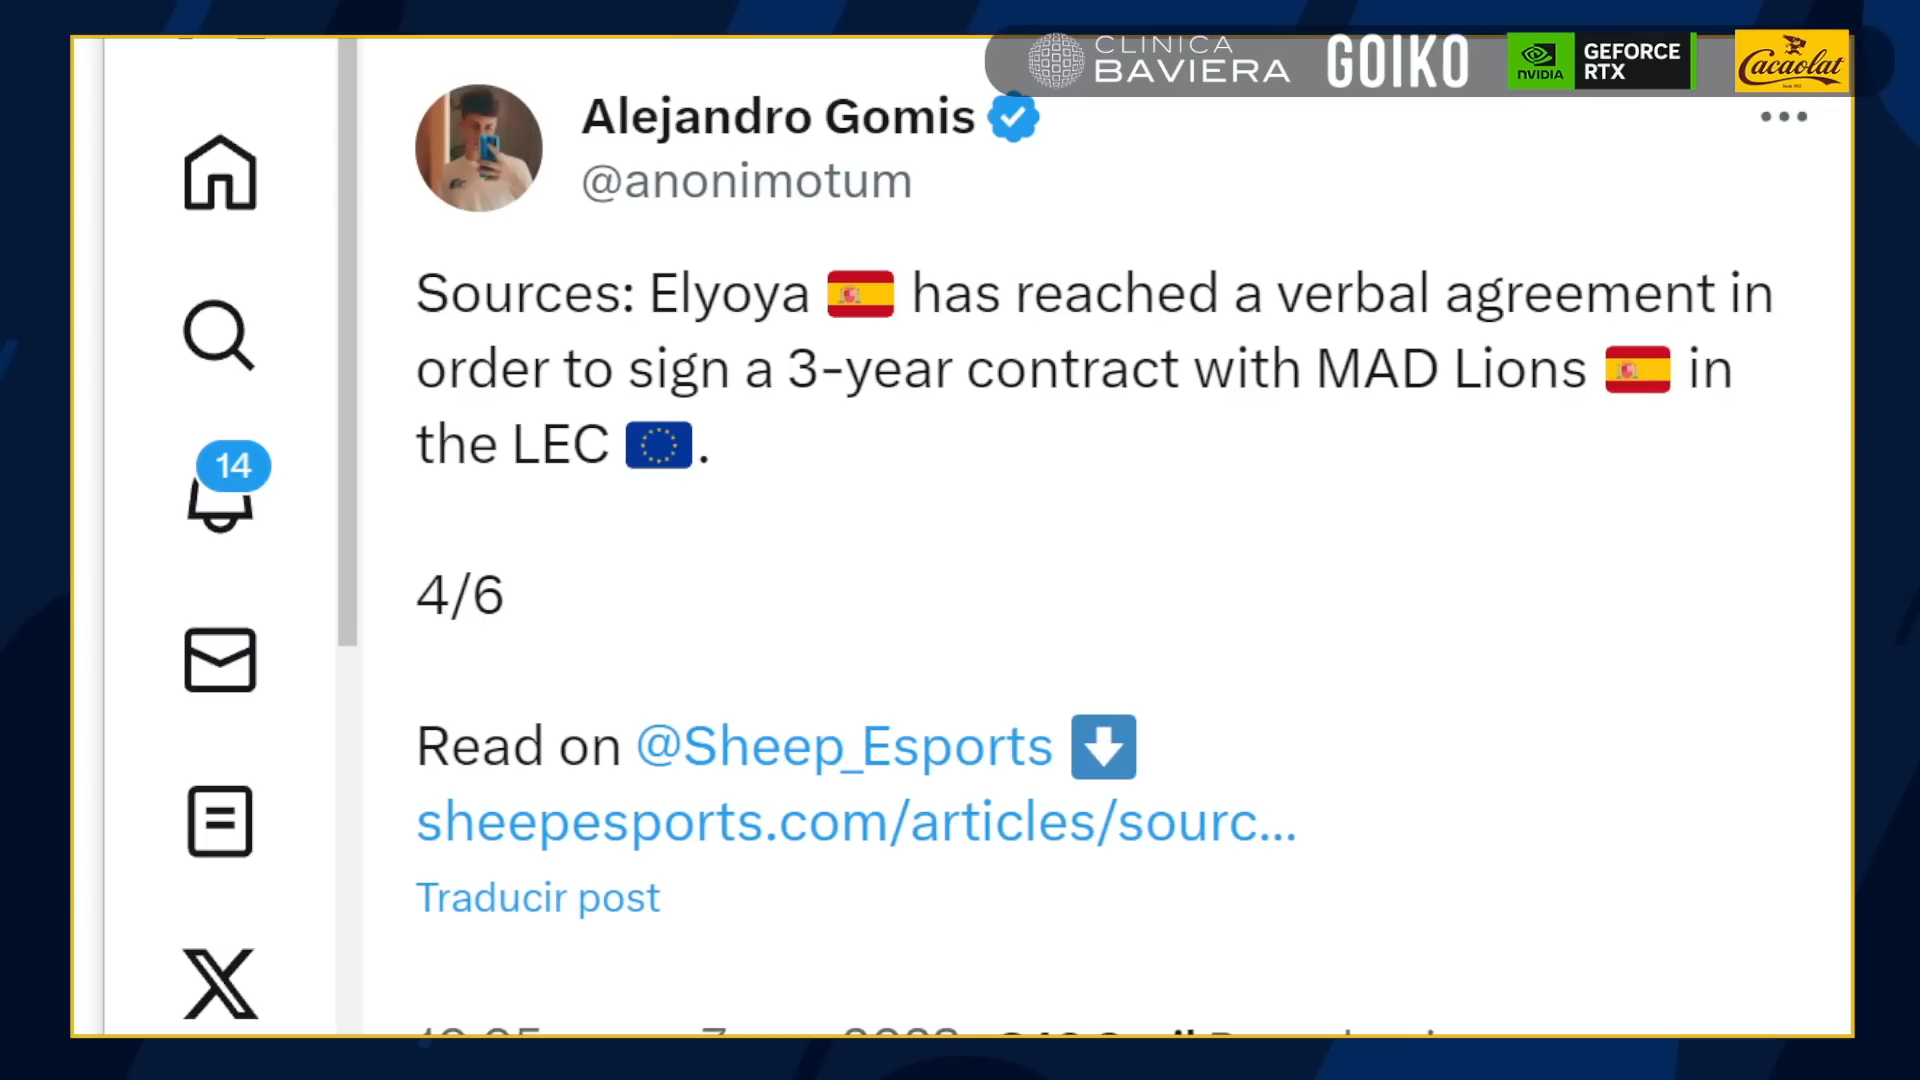 CLINICA
BAVIERA
GOIKO
NVIDIA
GEFORCE
RTX
Cacaolat
Alejandro Gomis
@anonimotum
Sources: Elyoya 🇪🇸 has reached a verbal agreement in
order to sign a 3-year contract with MAD Lions 🇪🇸 in
the LEC 🇪🇺.
14
4/6
Read on @Sheep_Esports ⬇️
sheepesports.com/articles/sourc...
Traducir post